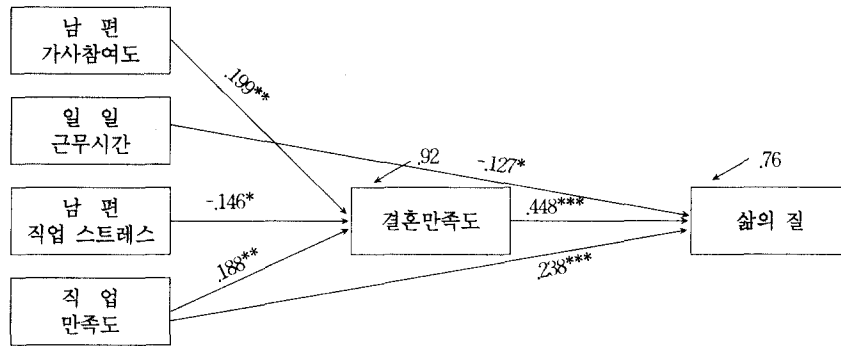 남 편
가사참여도
.199**
일 일
근무시간
.92
-.127*
.76
남 편
직업 스트레스
-.146*
결혼만족도
.448***
삶의 질
.188**
.238***
직 업
만족도